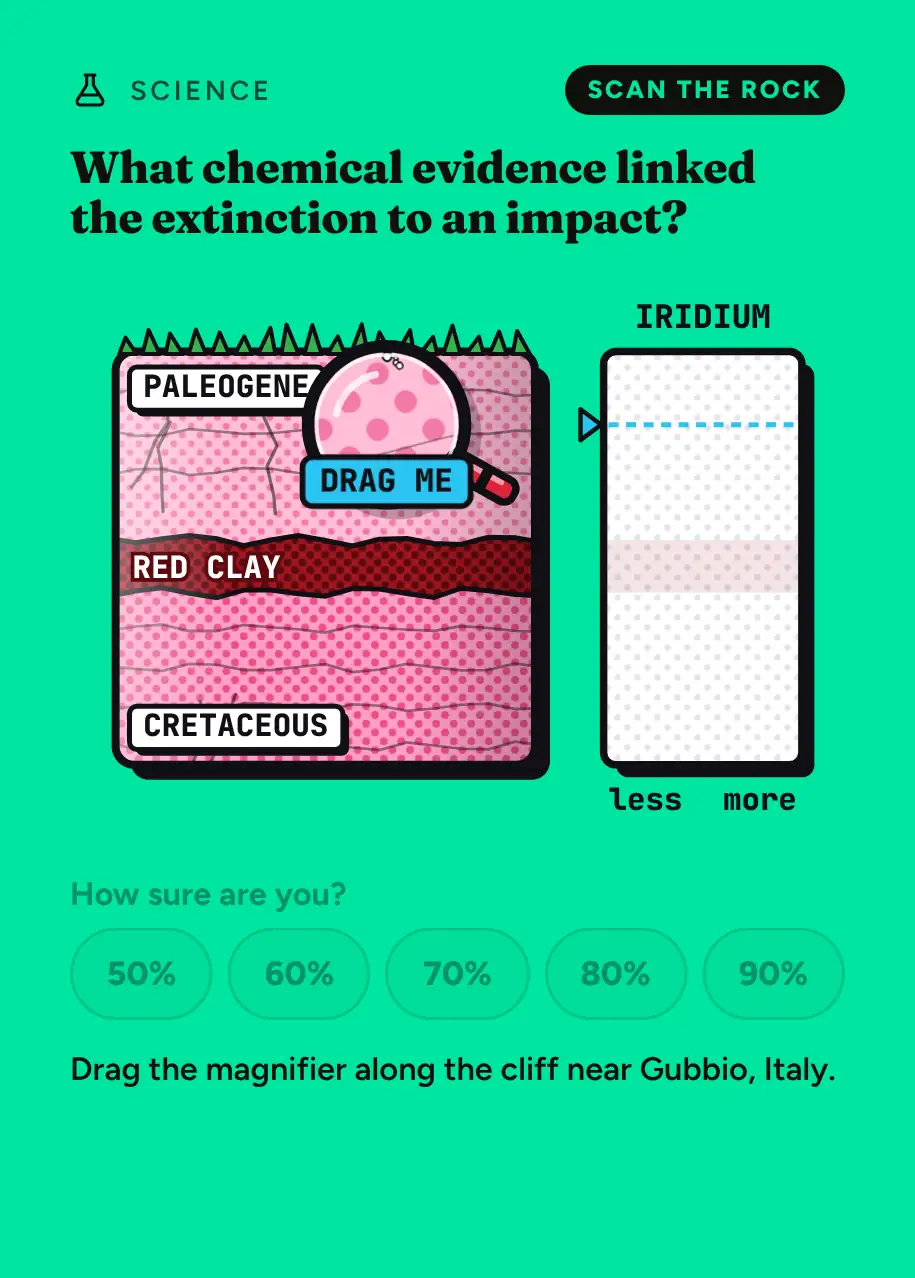 SCIENCE
SCAN THE ROCK
What chemical evidence linked
the extinction to an impact?
IRIDIUM
PALEOGENE
DRAG ME
RED CLAY
CRETACEOUS
less more
How sure are you?
50% 60% 70% 80% 90%
Drag the magnifier along the cliff near Gubbio, Italy.